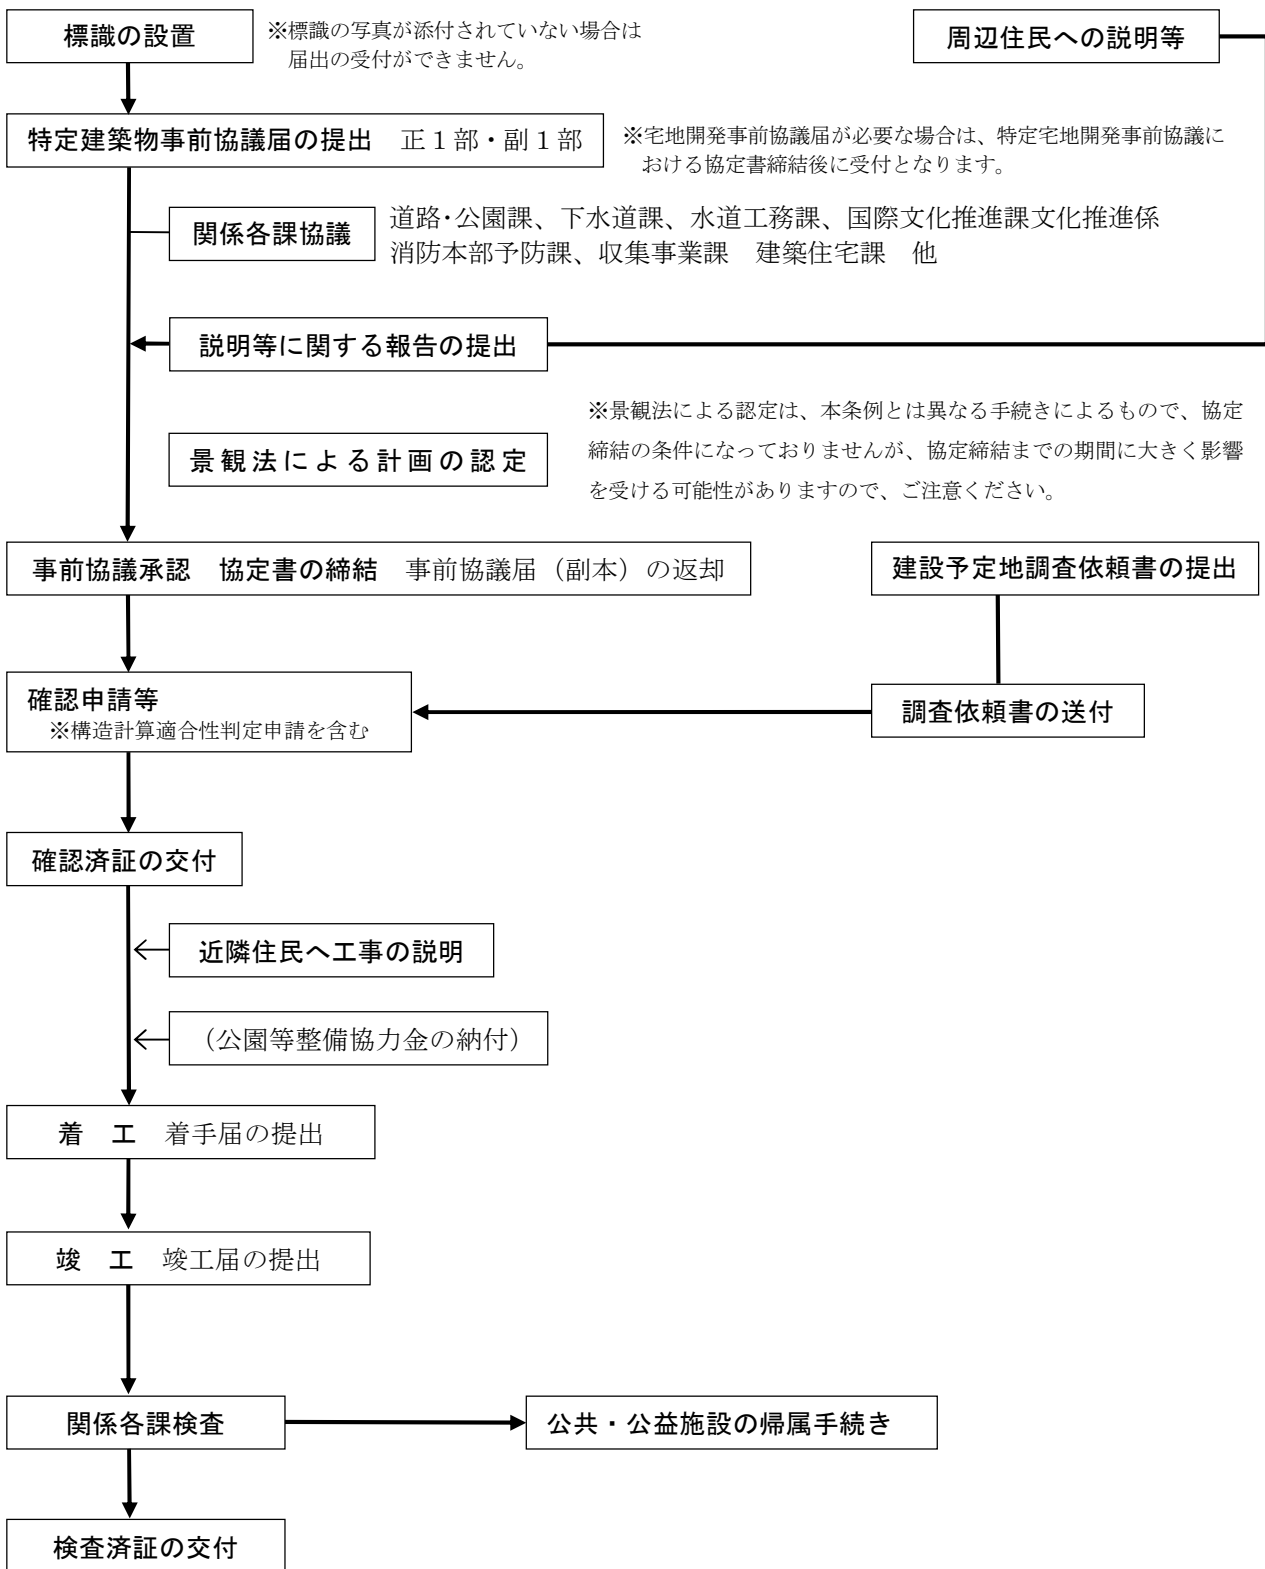 標識の設置
※標識の写真が添付されていない場合は
届出の受付ができません。
周辺住民への説明等
特定建築物事前協議届の提出　正１部・副１部
※宅地開発事前協議届が必要な場合は、特定宅地開発事前協議に
おける協定書締結後に受付となります。
関係各課協議
道路・公園課、下水道課、水道工務課、国際文化推進課文化推進係
消防本部予防課、収集事業課　建築住宅課　他
説明等に関する報告の提出
※景観法による認定は、本条例とは異なる手続きによるもので、協定
締結の条件になっておりませんが、協定締結までの期間に大きく影響
を受ける可能性がありますので、ご注意ください。
景観法による計画の認定
事前協議承認　協定書の締結　事前協議届（副本）の返却
建設予定地調査依頼書の提出
確認申請等
※構造計算適合性判定申請を含む
調査依頼書の送付
確認済証の交付
近隣住民へ工事の説明
（公園等整備協力金の納付）
着　工　着手届の提出
竣　工　竣工届の提出
関係各課検査
公共・公益施設の帰属手続き
検査済証の交付